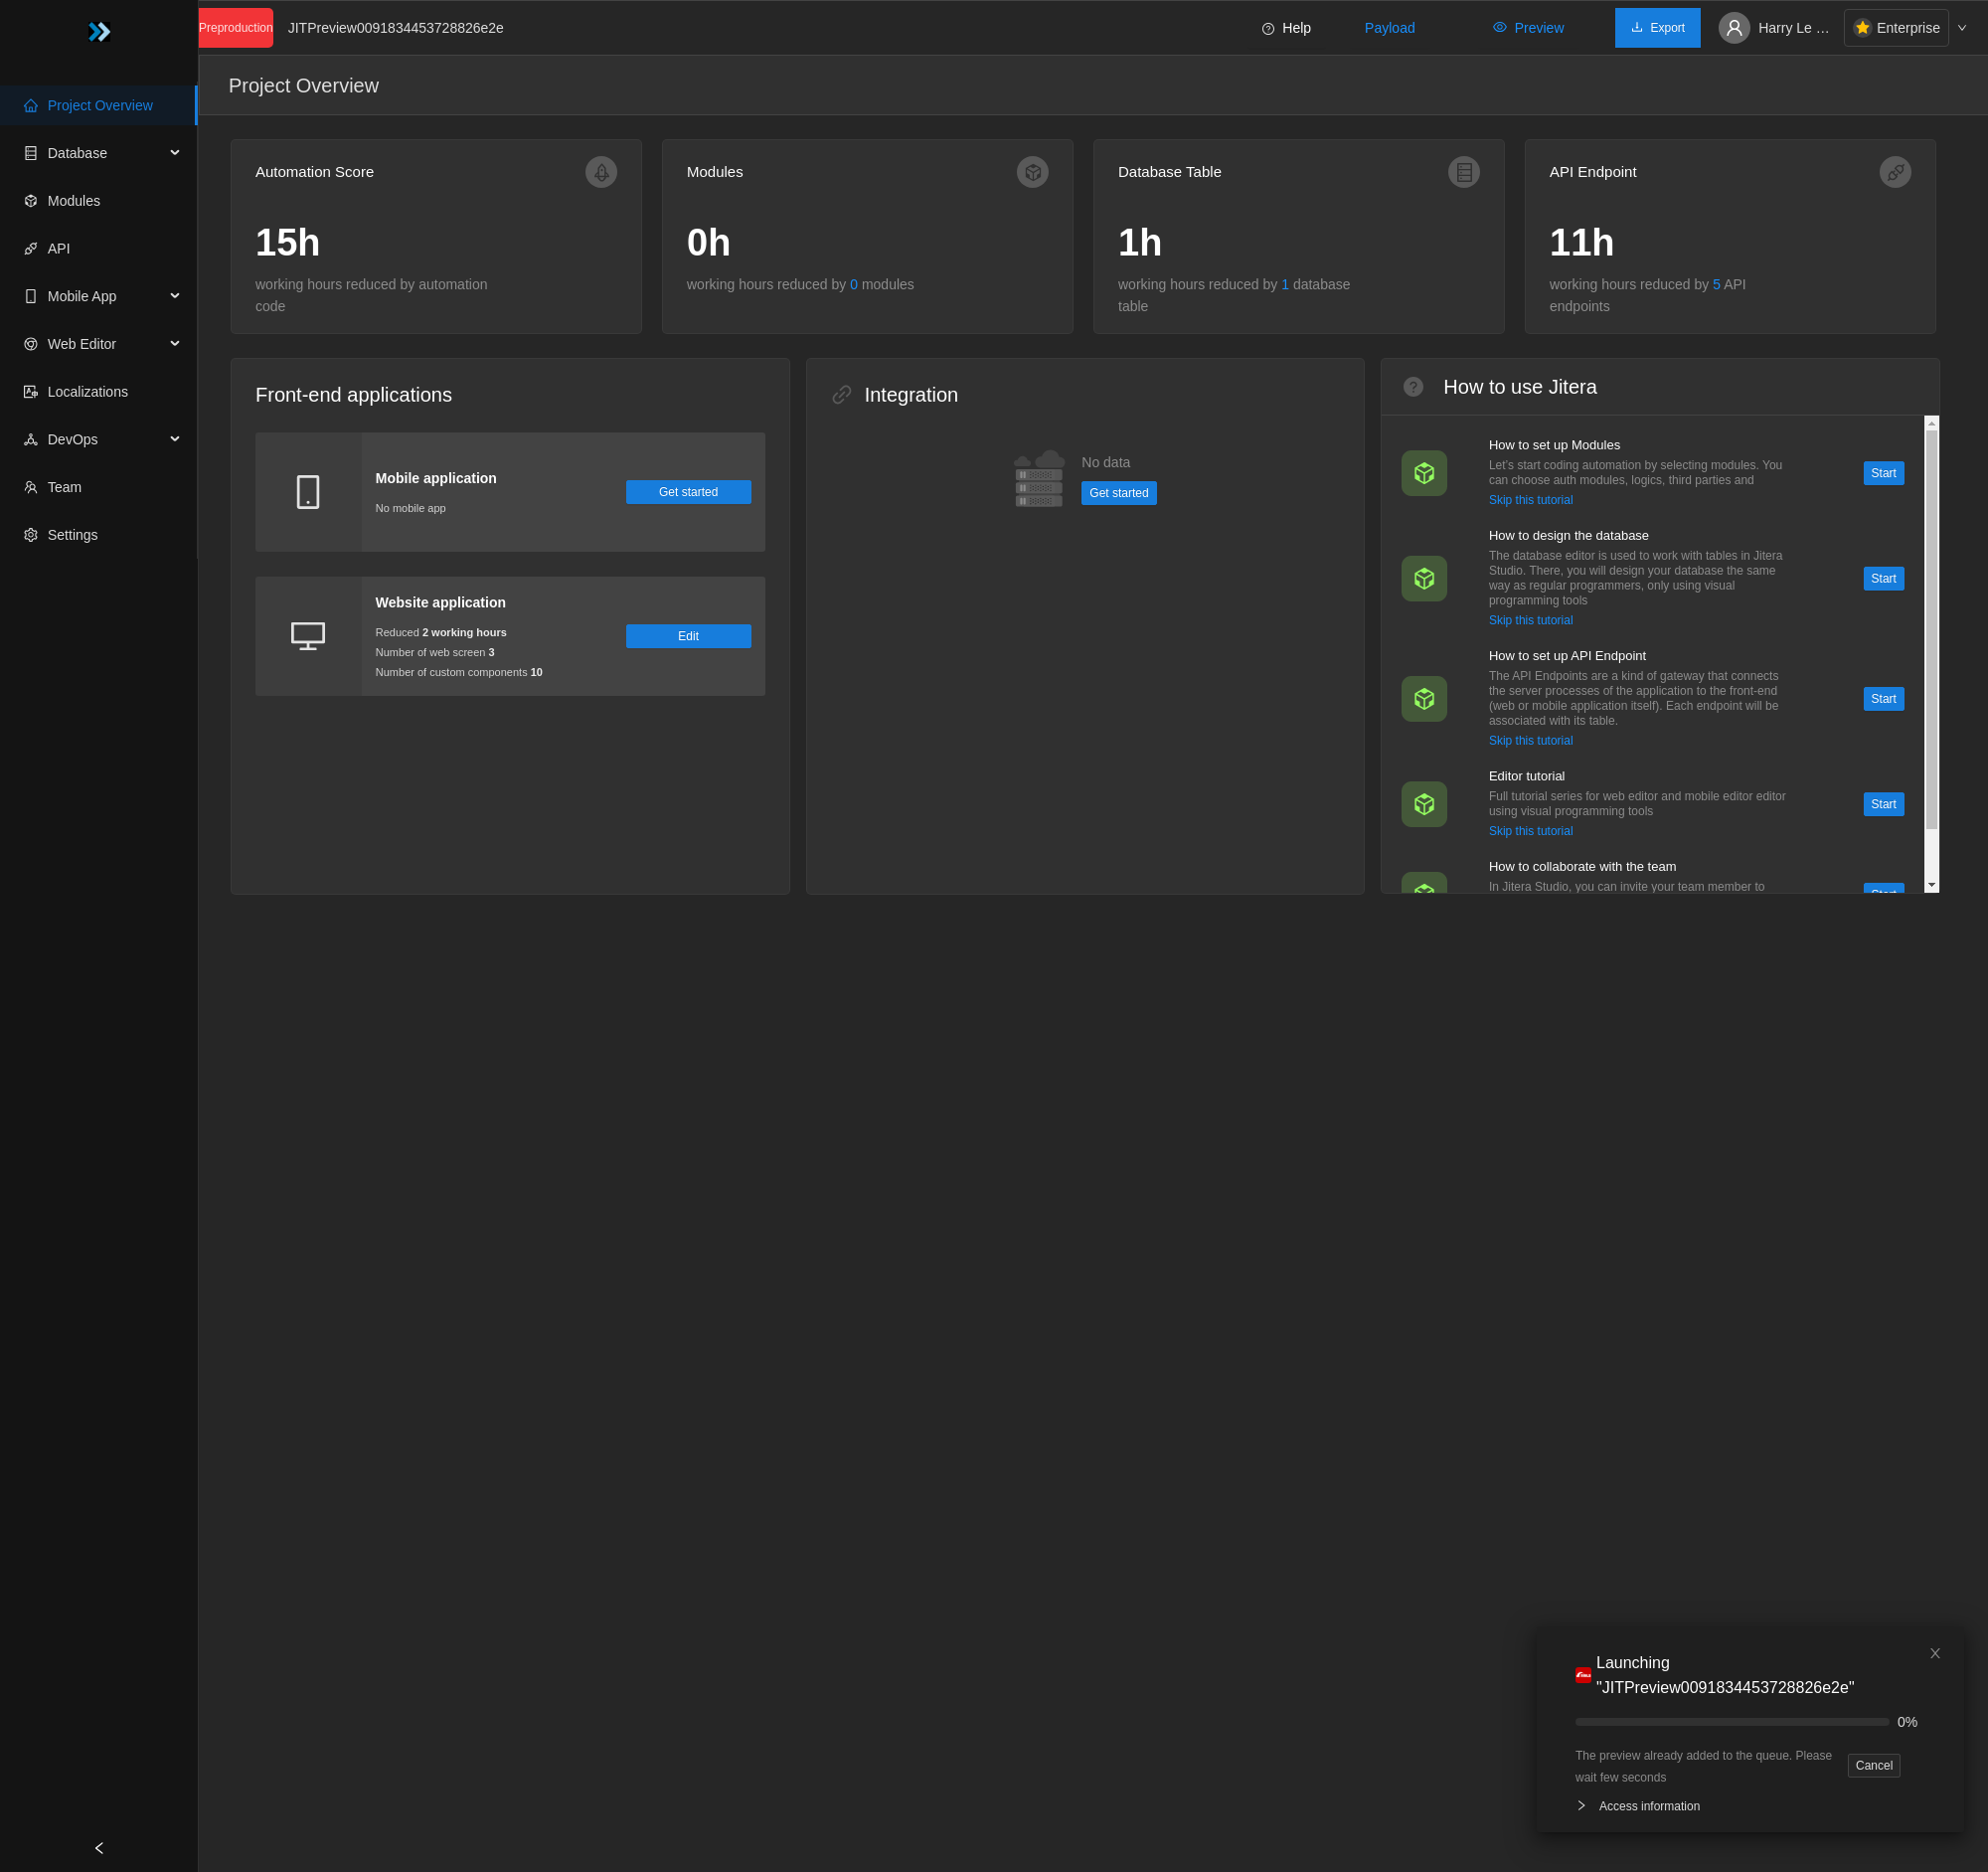 Preproduction
JITPreview0091834453728826e2e
Help
Payload
Preview
Export
Harry Le ...
Enterprise
Project Overview
Database
Modules
API
Mobile App
Web Editor
Localizations
DevOps
Team
Settings
Project Overview
Automation Score
15h
working hours reduced by automation
code
Modules
0h
working hours reduced by 0 modules
Database Table
1h
working hours reduced by 1 database
table
API Endpoint
11h
working hours reduced by 5 API
endpoints
Front-end applications
Mobile application
No mobile app
Get started
Website application
Reduced 2 working hours
Number of web screen 3
Number of custom components 10
Edit
Integration
No data
Get started
How to use Jitera
How to set up Modules
Let's start coding automation by selecting modules. You
can choose auth modules, logics, third parties and
Skip this tutorial
Start
How to design the database
The database editor is used to work with tables in Jitera
Studio. There, you will design your database the same
way as regular programmers, only using visual
programming tools
Skip this tutorial
Start
How to set up API Endpoint
The API Endpoints are a kind of gateway that connects
the server processes of the application to the front-end
(web or mobile application itself). Each endpoint will be
associated with its table.
Skip this tutorial
Start
Editor tutorial
Full tutorial series for web editor and mobile editor editor
using visual programming tools
Skip this tutorial
Start
How to collaborate with the team
In Jitera Studio, you can invite your team member to
Start
Launching
"JITPreview0091834453728826e2e"
0%
The preview already added to the queue. Please
wait few seconds
Cancel
Access information